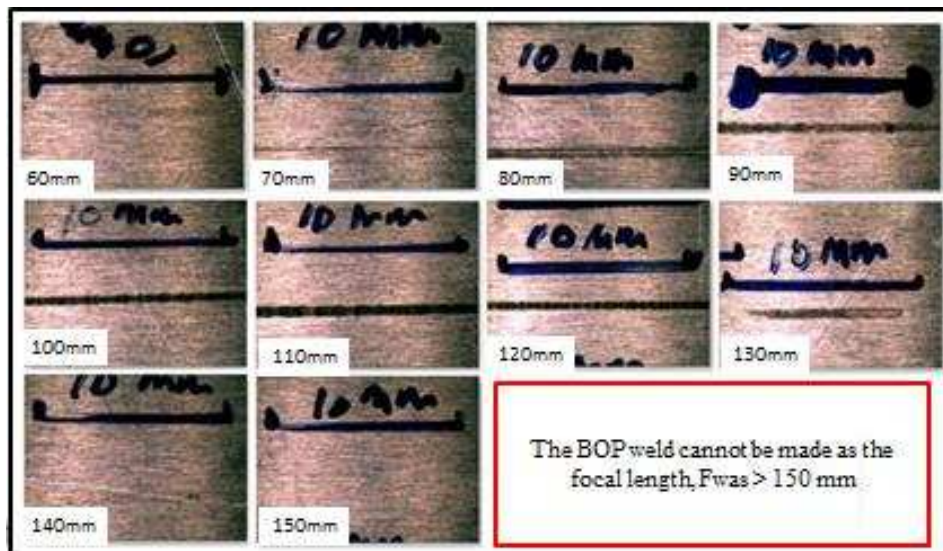 10 mm
10 mm
10 mm
60mm
70mm
80mm
90mm
10 mm
10 mm
10 mm
10 mm
100mm
110mm
120mm
130mm
10 mm
10 mm
The BOP weld cannot be made as the
focal length, Fwas > 150 mm
140mm
150mm